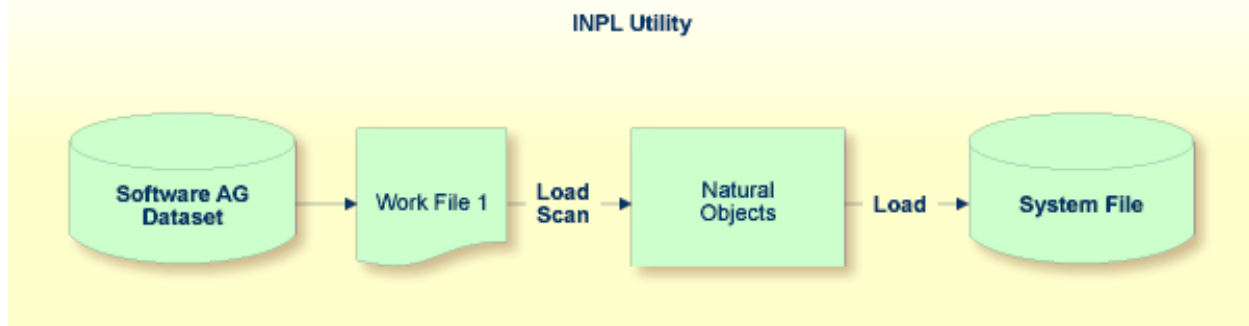 INPL Utility
Software AG
Dataset
Work File 1
Load
Scan
Natural
Objects
Load
System File